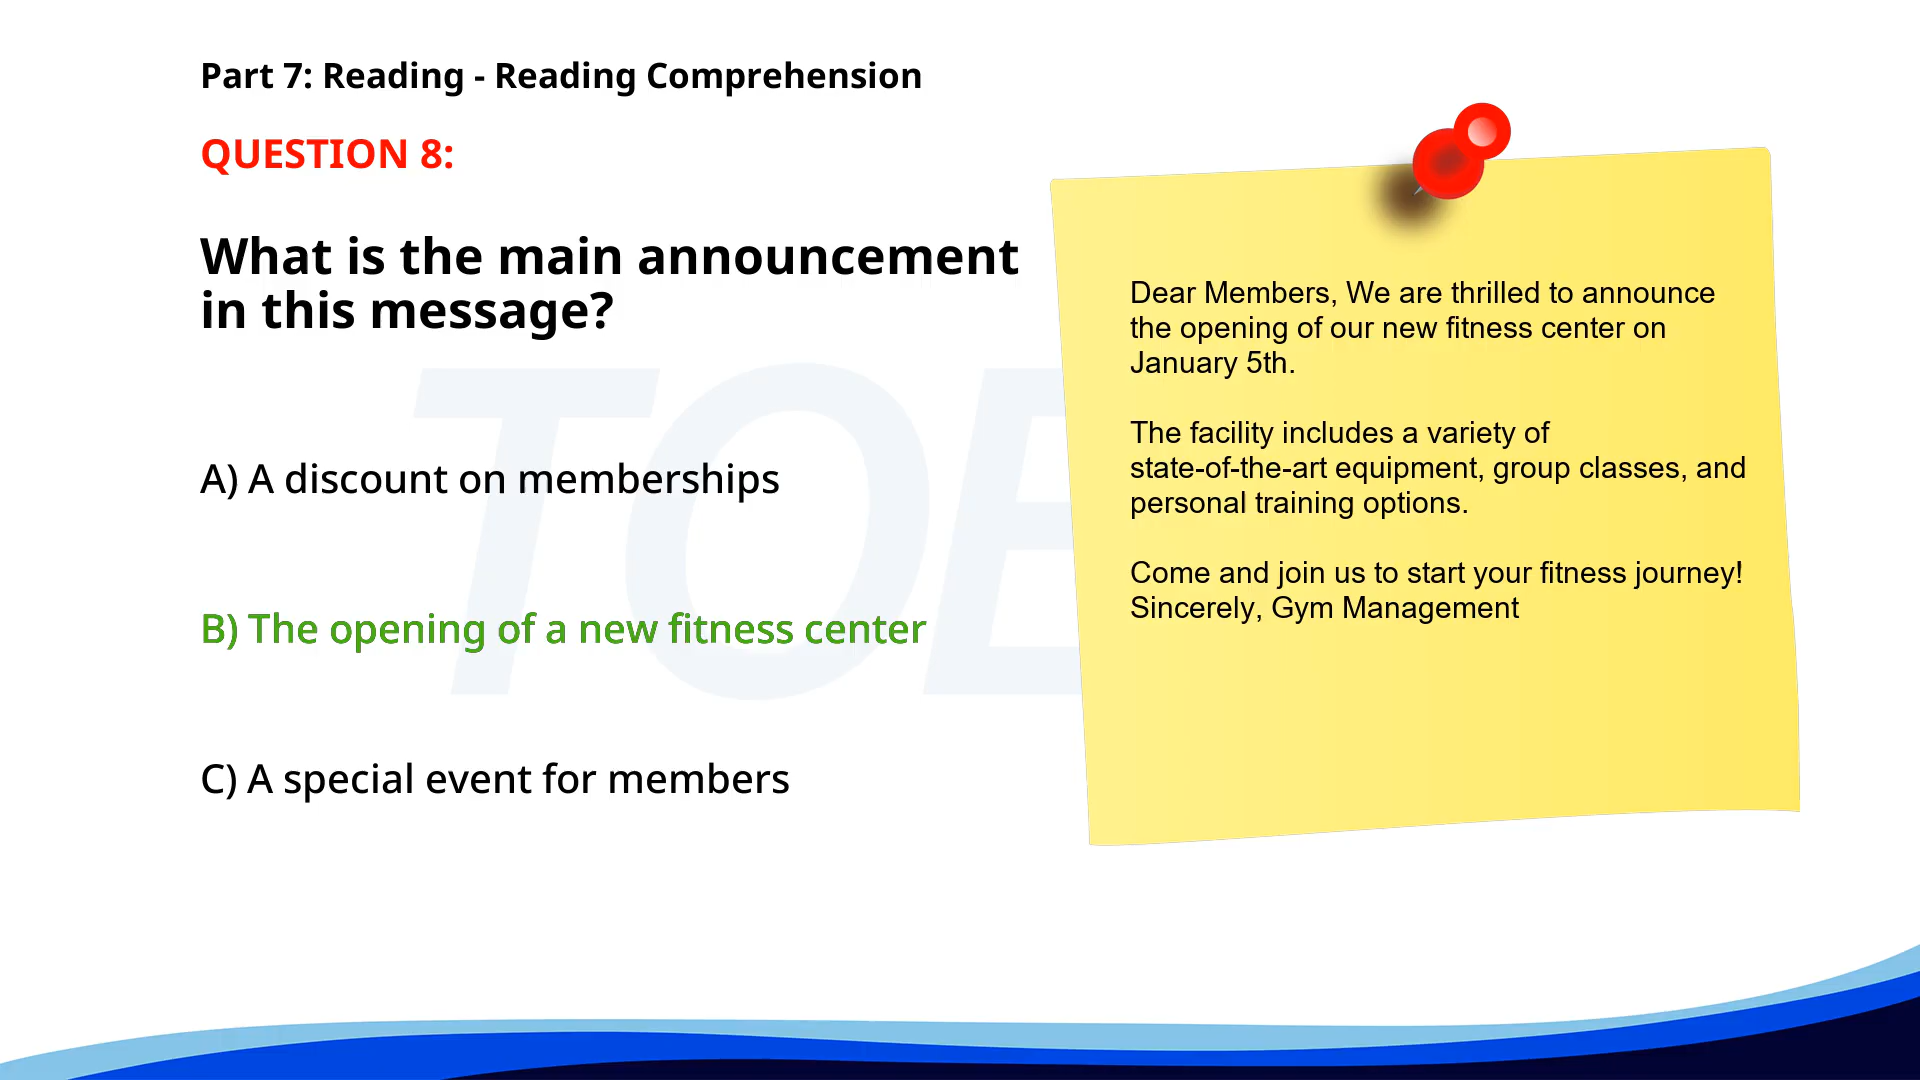 Part 7: Reading - Reading Comprehension
QUESTION 8:
What is the main announcement
in this message?
A) A discount on memberships
B) The opening of a new fitness center
C) A special event for members
Dear Members, We are thrilled to announce
the opening of our new fitness center on
January 5th.
The facility includes a variety of
state-of-the-art equipment, group classes, and
personal training options.
Come and join us to start your fitness journey!
Sincerely, Gym Management
TOE